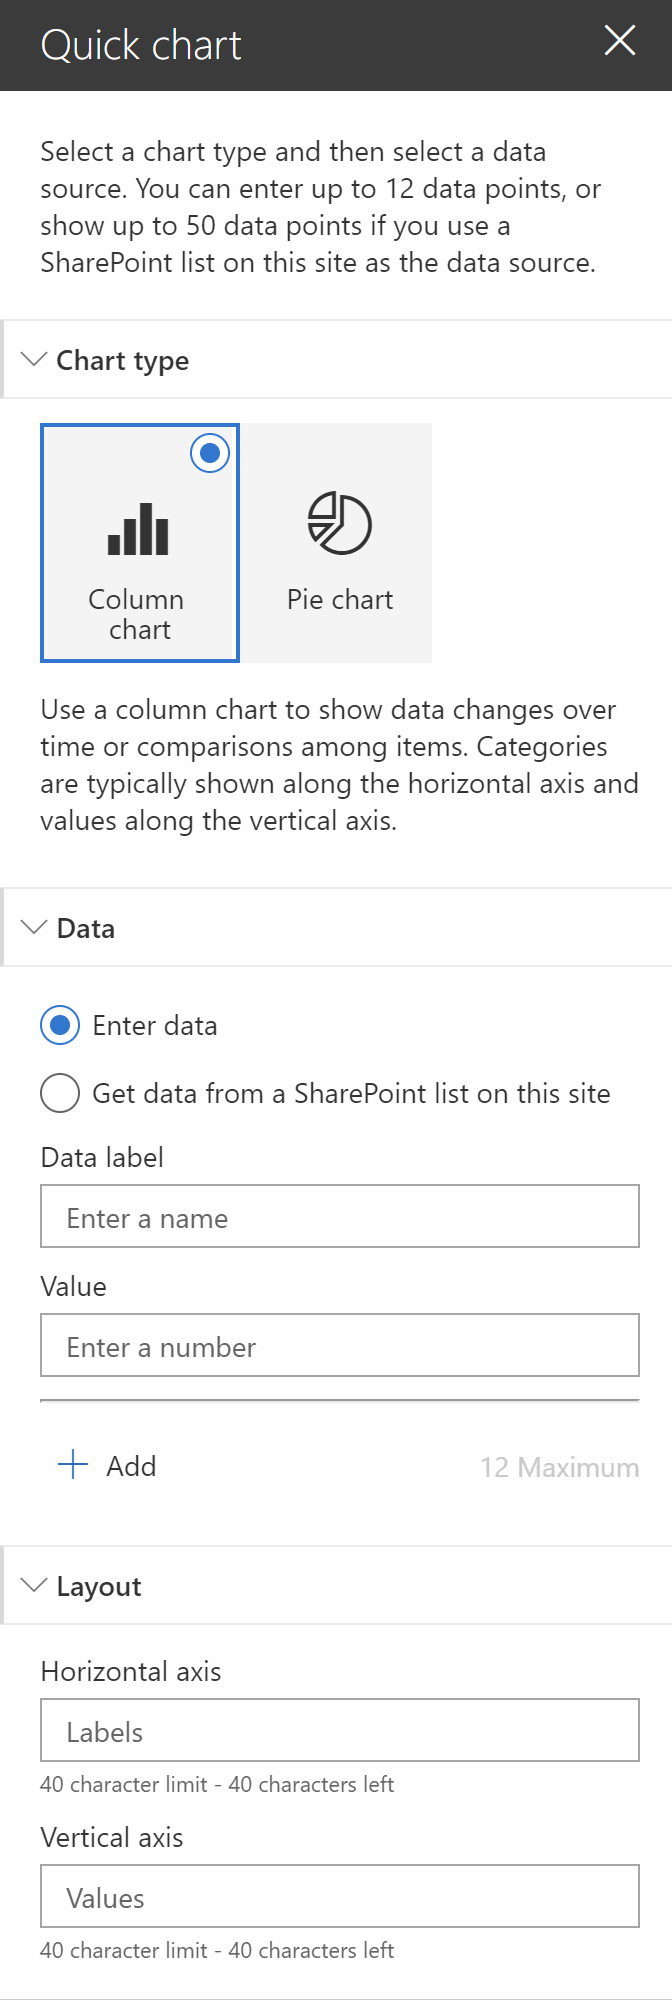 Quick chart
Select a chart type and then select a data
source. You can enter up to 12 data points, or
show up to 50 data points if you use a
SharePoint list on this site as the data source.
Chart type
Column
chart
Pie chart
Use a column chart to show data changes over
time or comparisons among items. Categories
are typically shown along the horizontal axis and
values along the vertical axis.
Data
Enter data
Get data from a SharePoint list on this site
Data label
Enter a name
Value
Enter a number
Add
12 Maximum
Layout
Horizontal axis
Labels
40 character limit - 40 characters left
Vertical axis
Values
40 character limit - 40 characters left